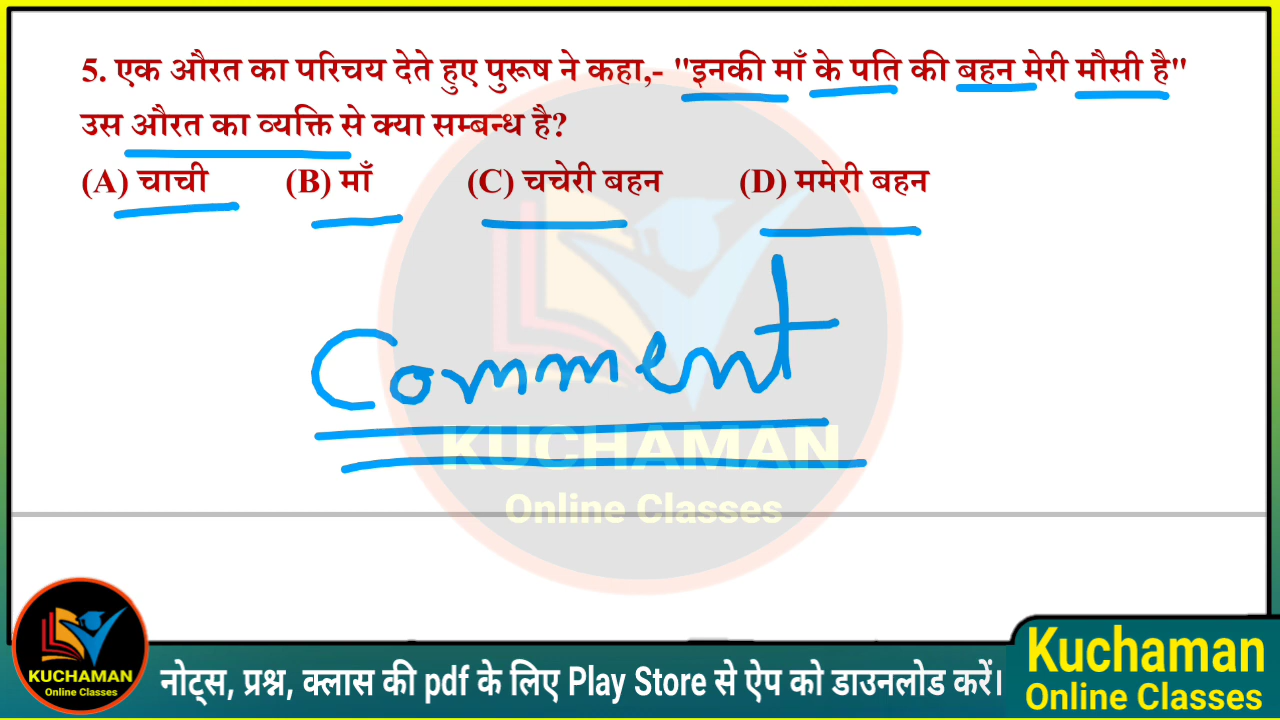 5. एक औरत का परिचय देते हुए पुरूष ने कहा,- "इनकी माँ के पति की बहन मेरी मौसी है"
उस औरत का व्यक्ति से क्या सम्बन्ध है?
(A) चाची (B) माँ (C) चचेरी बहन (D) ममेरी बहन
Comment
KUCHAMAN
Online Classes
KUCHAMAN
Online Classes
नोट्स, प्रश्न, क्लास की pdf के लिए Play Store से ऐप को डाउनलोड करें।
Kuchaman
Online Classes